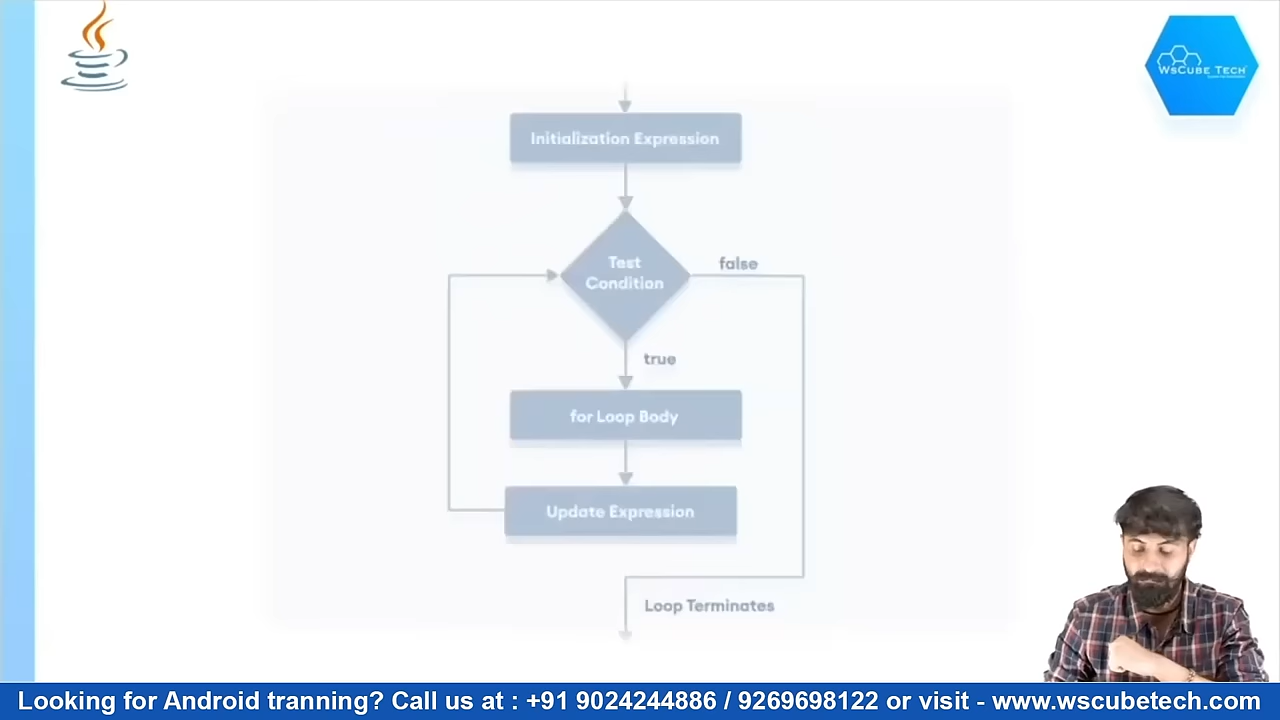 WsCube Tech
Initialization Expression
Test
Condition
false
true
for Loop Body
Update Expression
Loop Terminates
Looking for Android tranning? Call us at : +91 9024244886 / 9269698122 or visit - www.wscubetech.com